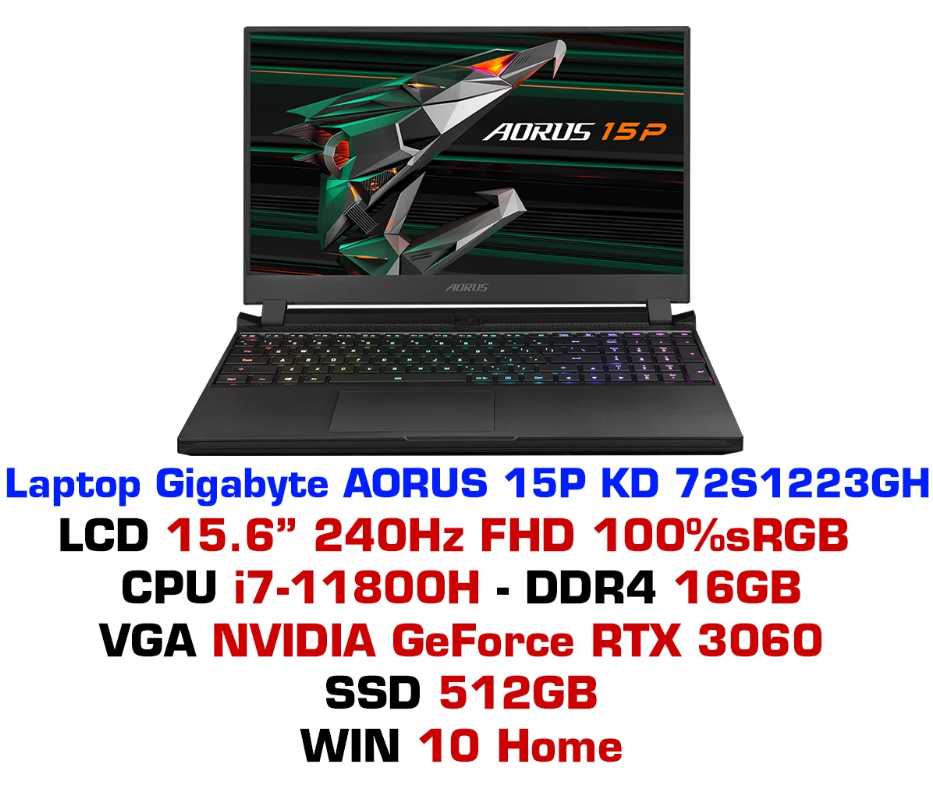 AORUS 15P
AORUS
Laptop Gigabyte AORUS 15P KD 72S1223GH
LCD 15.6” 240Hz FHD 100%sRGB
CPU i7-11800H - DDR4 16GB
VGA NVIDIA GeForce RTX 3060
SSD 512GB
WIN 10 Home